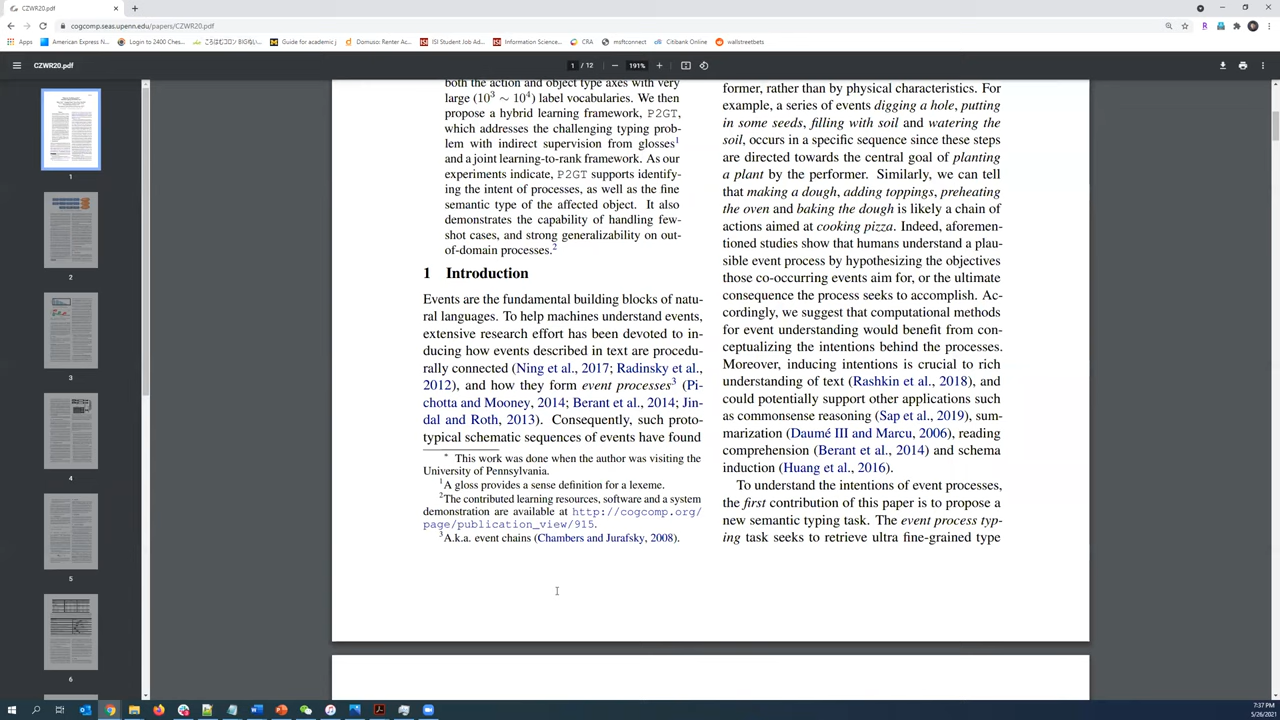 CZWR20.pdf
cogcomp.seas.upenn.edu/papers/CZWR20.pdf
Apps
American Express N...
Login to 2400 Ches...
Guide for academic j
Domuso: Renter Ac...
ISI Student Job Ad...
Information Scienc...
CRA
msftconnect
Citibank Online
wallstreetbets
CZWR20.pdf
1 / 12
191%
1
2
3
4
5
6
large (10³ ∼ 10⁴) label vocabularies. We then
propose a hybrid learning framework, P2GT,
which addresses the challenging typing prob-
lem with indirect supervision from glosses¹
and a joint learning-to-rank framework. As our
experiments indicate, P2GT supports identify-
ing the intent of processes, as well as the fine
semantic type of the affected object. It also
demonstrates the capability of handling few-
shot cases, and strong generalizability on out-
of-domain processes.²
1 Introduction
Events are the fundamental building blocks of natu-
ral languages. To help machines understand events,
extensive research effort has been devoted to in-
ducing how events described in text are procedu-
rally connected (Ning et al., 2017; Radinsky et al.,
2012), and how they form event processes³ (Pi-
chotta and Mooney, 2014; Berant et al., 2014; Jin-
dal and Roth, 2013). Consequently, such proto-
typical schematic sequences of events have found
* This work was done when the author was visiting the
University of Pennsylvania.
¹A gloss provides a sense definition for a lexeme.
²The contributed learning resources, software and a system
demonstrations are available at http://cogcomp.org/
page/publication_view/915.
³A.k.a. event chains (Chambers and Jurafsky, 2008).
former, rather than by physical characteristics. For
example, a series of events digging a hole, putting
in some seeds, filling with soil and watering the
soil, occur in a specific sequence since these steps
are directed towards the central goal of planting
a plant by the performer. Similarly, we can tell
that making a dough, adding toppings, preheating
the oven and baking the dough is likely a chain of
actions aimed at cooking pizza. Indeed, aforemen-
tioned studies show that humans understand a plau-
sible event process by hypothesizing the objectives
those co-occurring events aim for, or the ultimate
consequence the process seeks to accomplish. Ac-
cordingly, we suggest that computational methods
for event understanding would benefit from con-
ceptualizing the intentions behind the processes.
Moreover, inducing intentions is crucial to rich
understanding of text (Rashkin et al., 2018), and
could potentially support other applications such
as commonsense reasoning (Sap et al., 2019), sum-
marization (Daumé III and Marcu, 2006), reading
comprehension (Berant et al., 2014) and schema
induction (Huang et al., 2016).
To understand the intentions of event processes,
the first contribution of this paper is to propose a
new semantic typing task. The event process typ-
ing task seeks to retrieve ultra fine-grained type
7:37 PM
5/26/2021